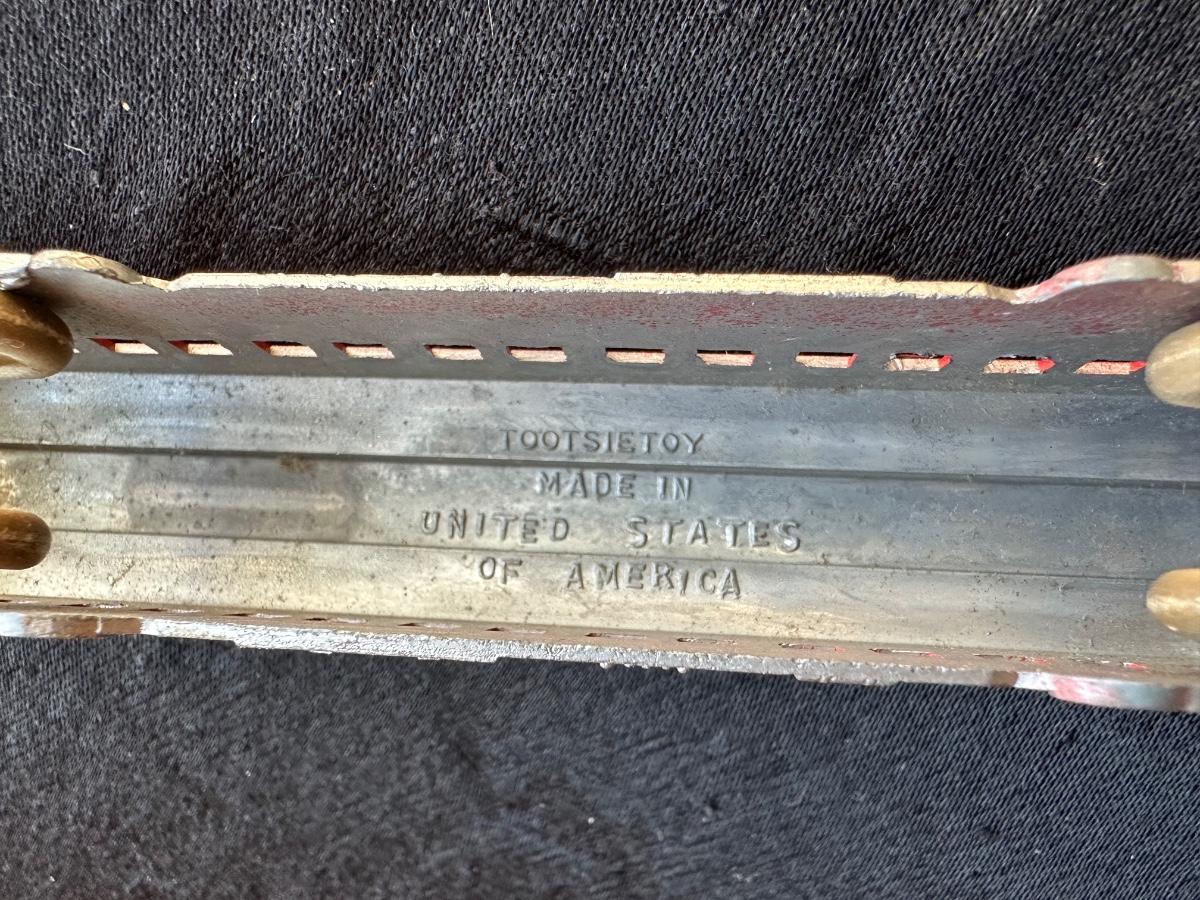 TOOTSIETOY
MADE IN
UNITED STATES
OF AMERICA